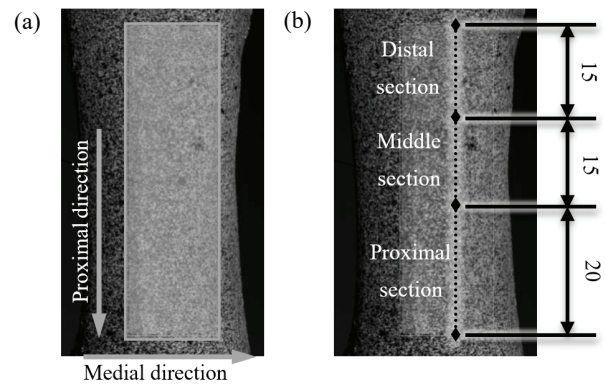 (a)
Proximal direction
Medial direction
(b)
Distal
section
Middle
section
Proximal
section
15
15
20